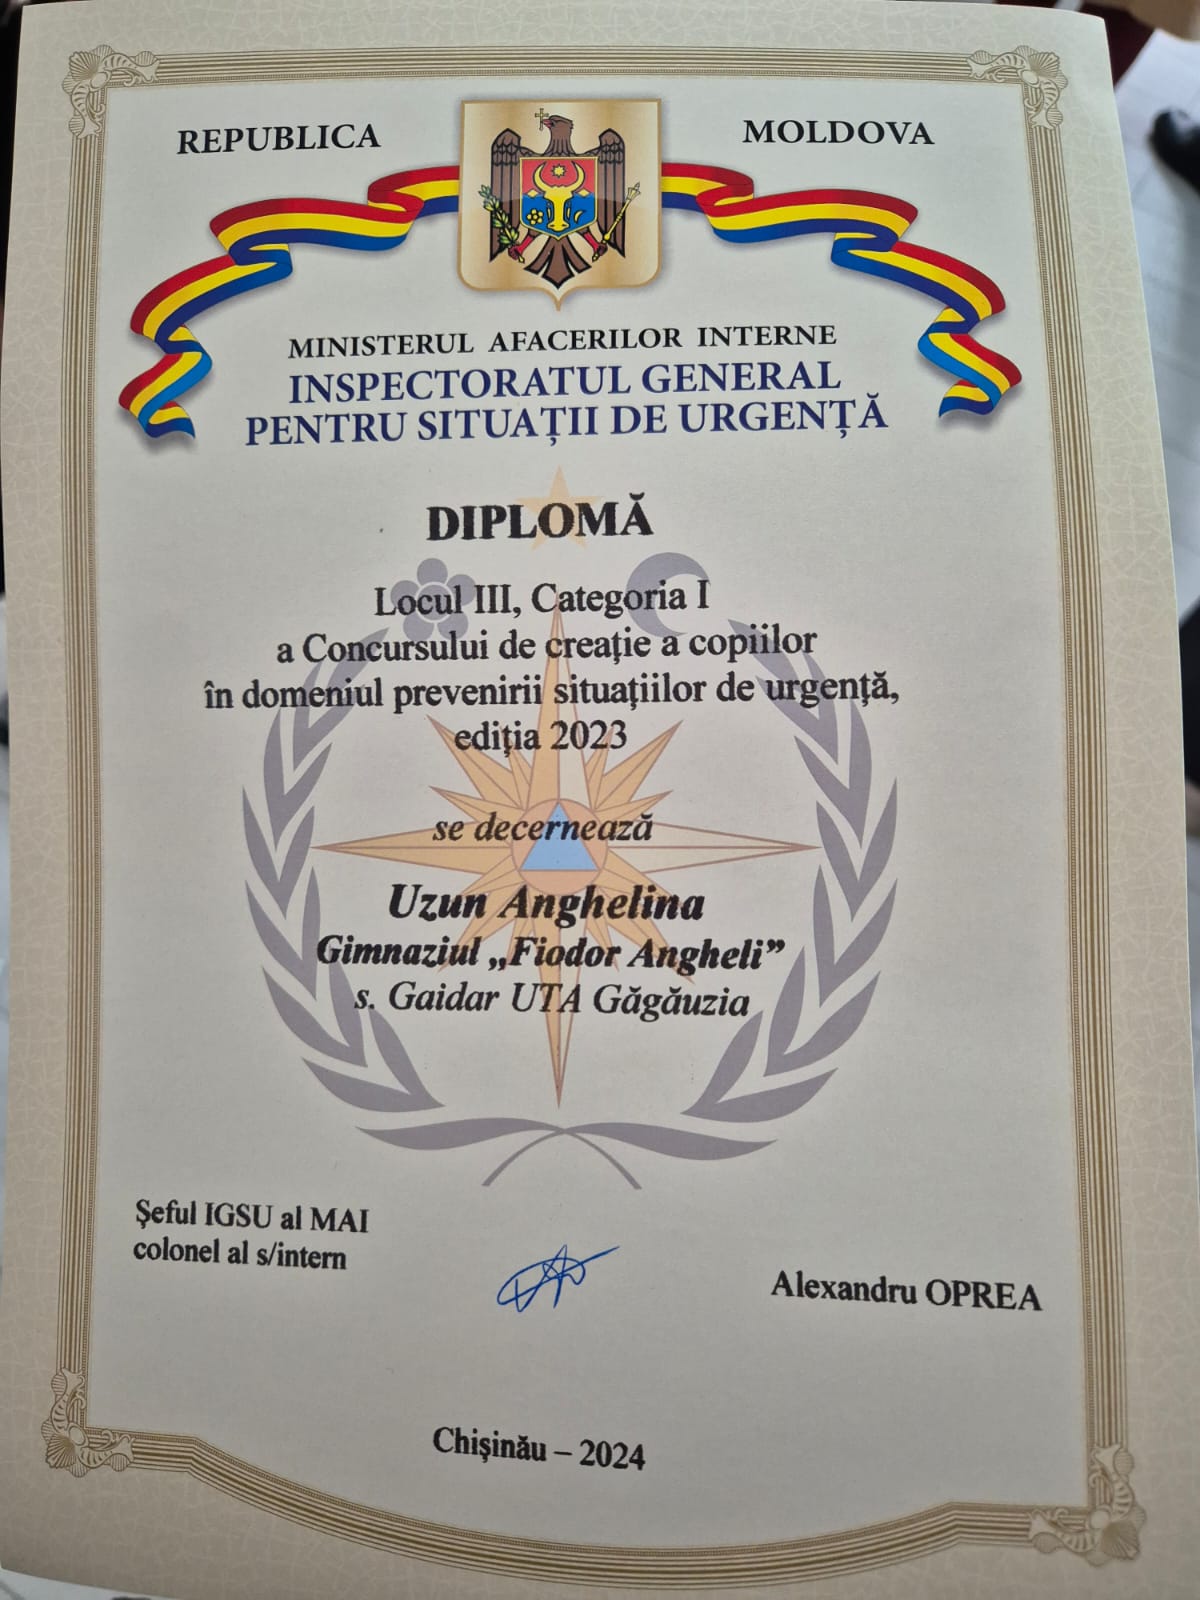 REPUBLICA MOLDOVA
MINISTERUL AFACERILOR INTERNE
INSPECTORATUL GENERAL
PENTRU SITUAȚII DE URGENȚĂ
DIPLOMĂ
Locul III, Categoria I
a Concursului de creație a copiilor
în domeniul prevenirii situațiilor de urgență,
ediția 2023
se decernează
Uzun Anghelina
Gimnaziul „Fiodor Angheli”
s. Gaidar UTA Găgăuzia
Șeful IGSU al MAI
colonel al s/intern
Alexandru OPREA
Chișinău – 2024